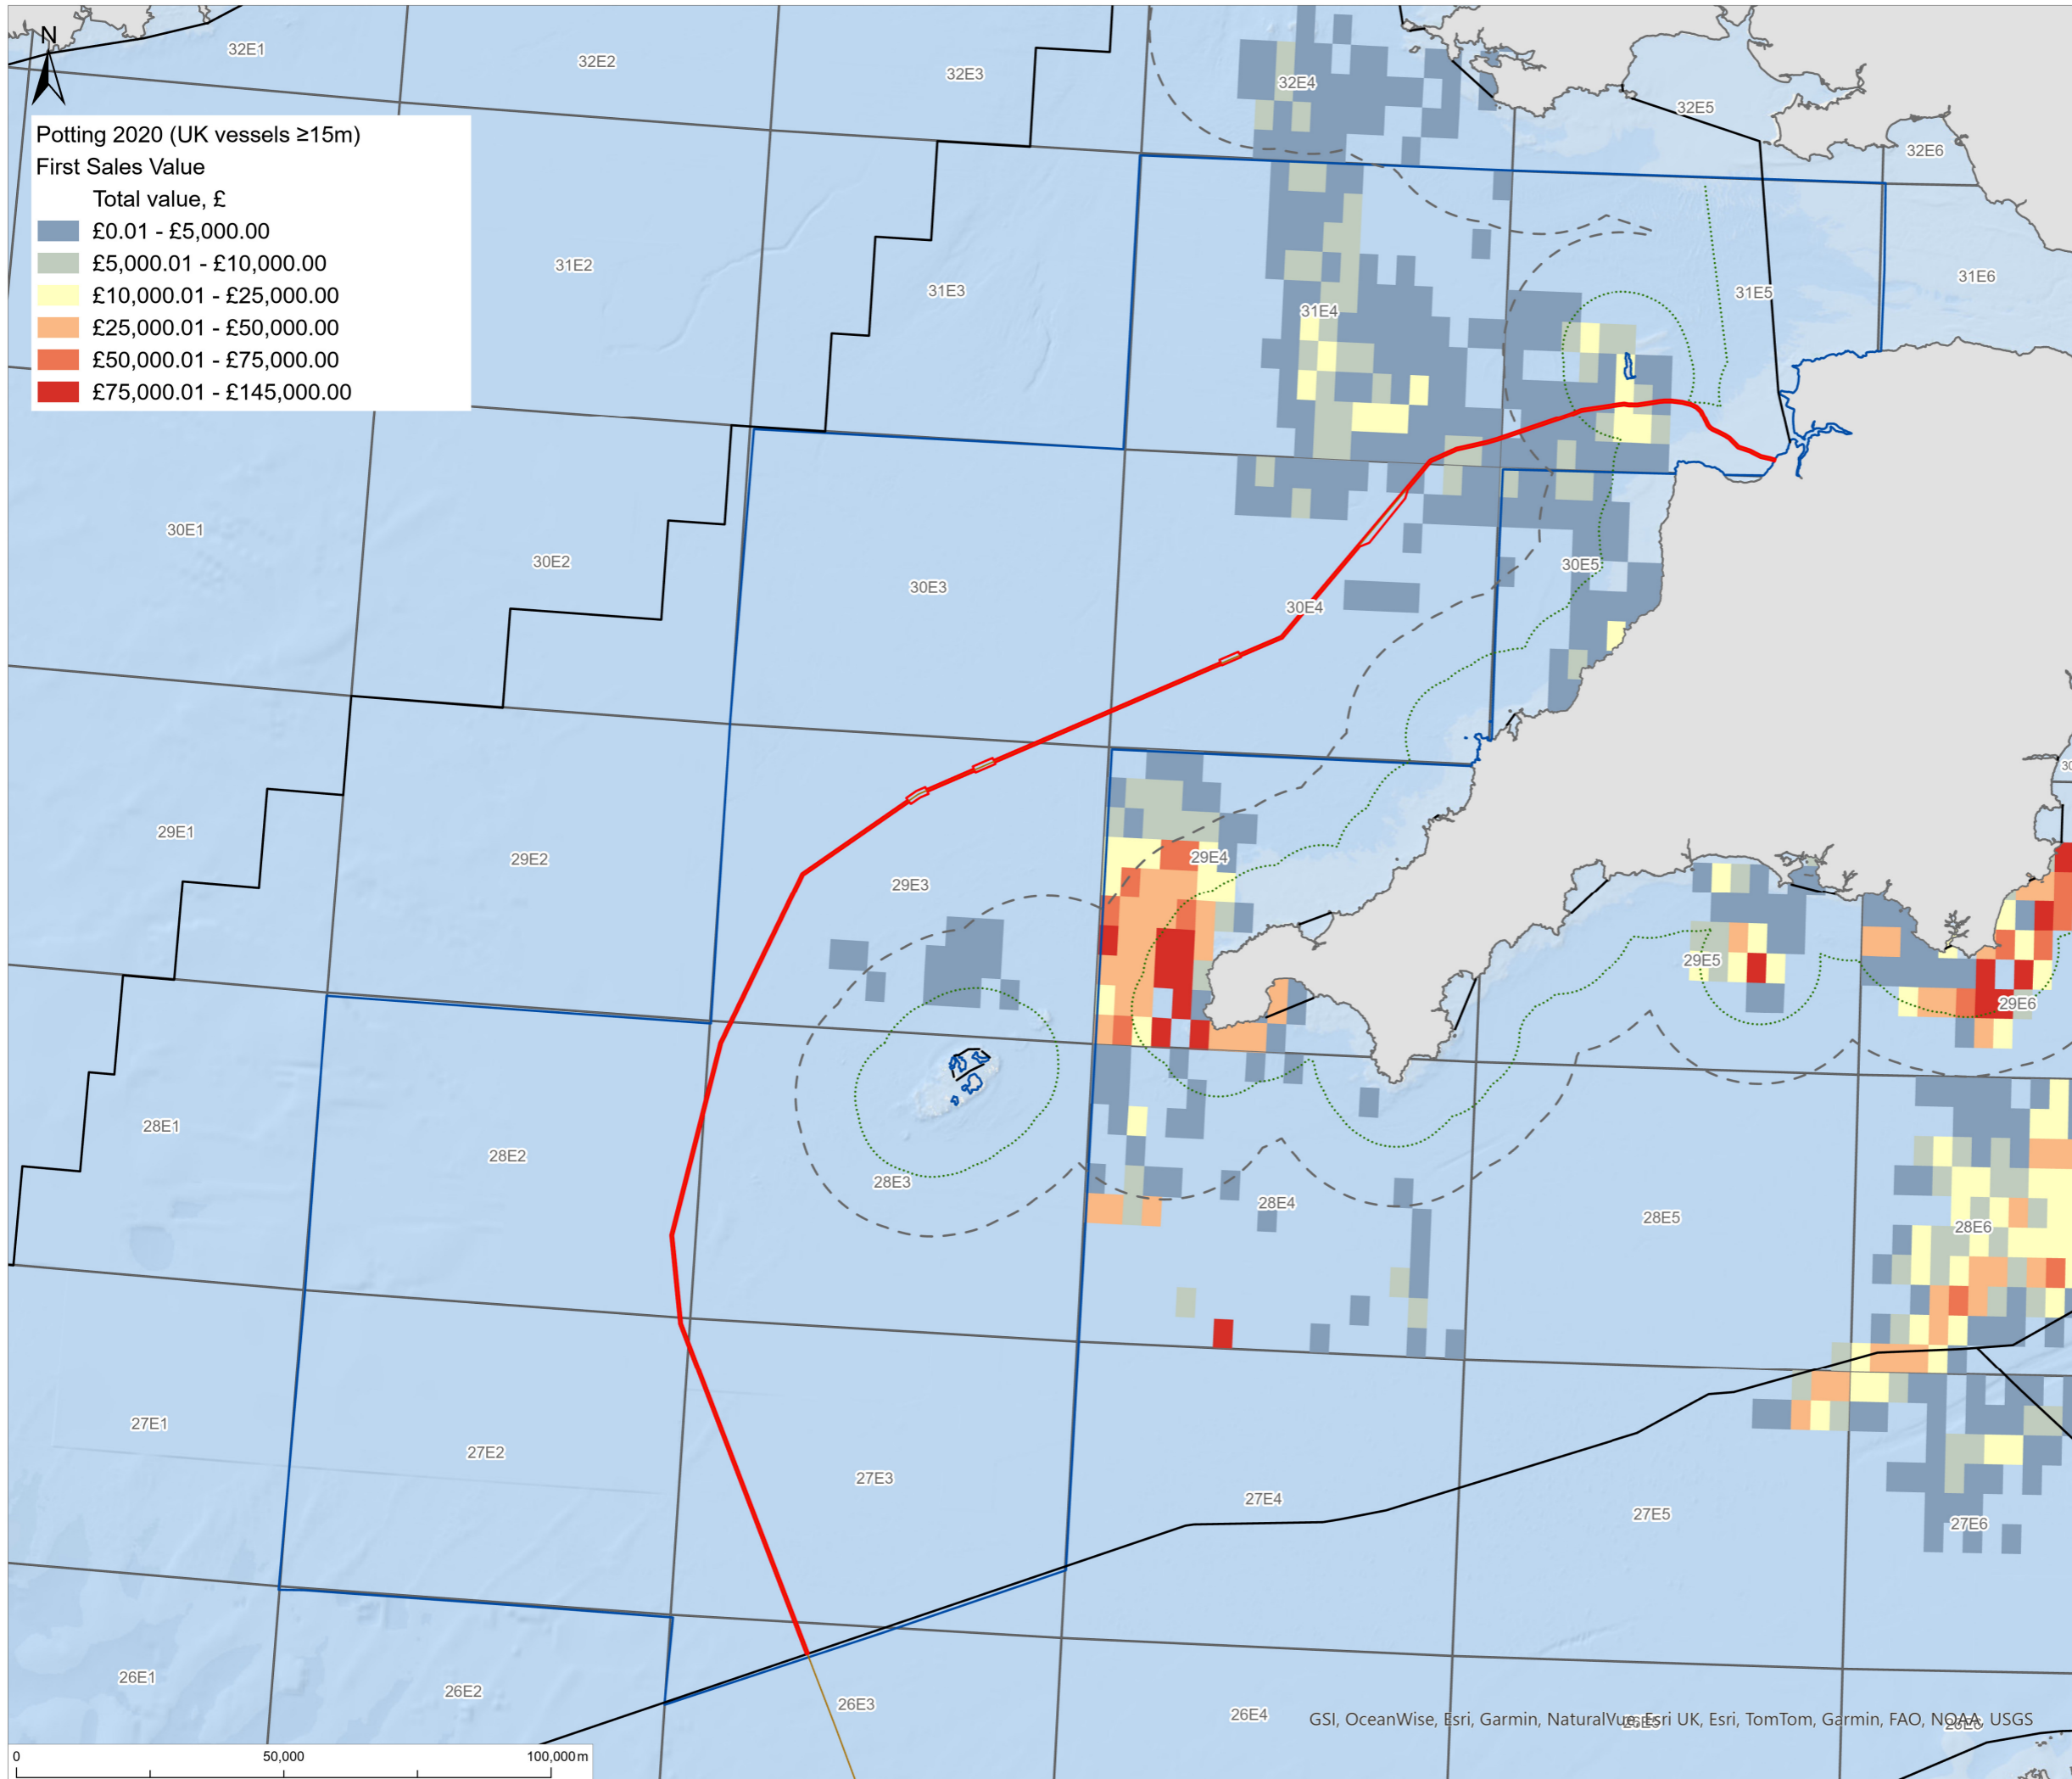 32E1
32E2
32E3
32E4
32E5
32E6
N
Potting 2020 (UK vessels ≥15m)
First Sales Value
Total value, £
£0.01 - £5,000.00
£5,000.01 - £10,000.00
£10,000.01 - £25,000.00
£25,000.01 - £50,000.00
£50,000.01 - £75,000.00
£75,000.01 - £145,000.00
31E2
31E3
31E4
31E5
31E6
30E1
30E2
30E3
30E4
30E5
30
29E1
29E2
29E3
29E4
29E5
29E6
28E1
28E2
28E3
28E4
28E5
28E6
27E1
27E2
27E3
27E4
27E5
27E6
26E1
26E2
26E3
26E4
26E5
26E6
GSI, OceanWise, Esri, Garmin, NaturalVue, Esri UK, Esri, TomTom, Garmin, FAO, NOAA, USGS
0 50,000 100,000 m